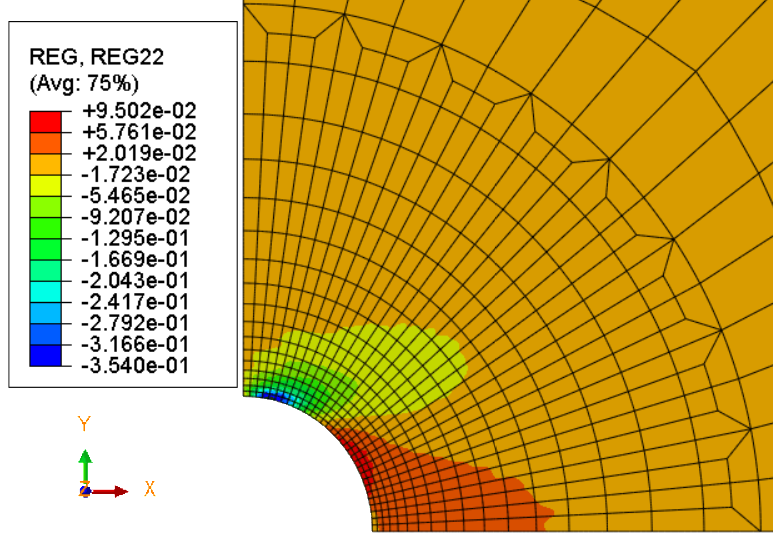 REG, REG22
(Avg: 75%)
+9.502e-02
+5.761e-02
+2.019e-02
-1.723e-02
-5.465e-02
-9.207e-02
-1.295e-01
-1.669e-01
-2.043e-01
-2.417e-01
-2.792e-01
-3.166e-01
-3.540e-01
Y
Z X